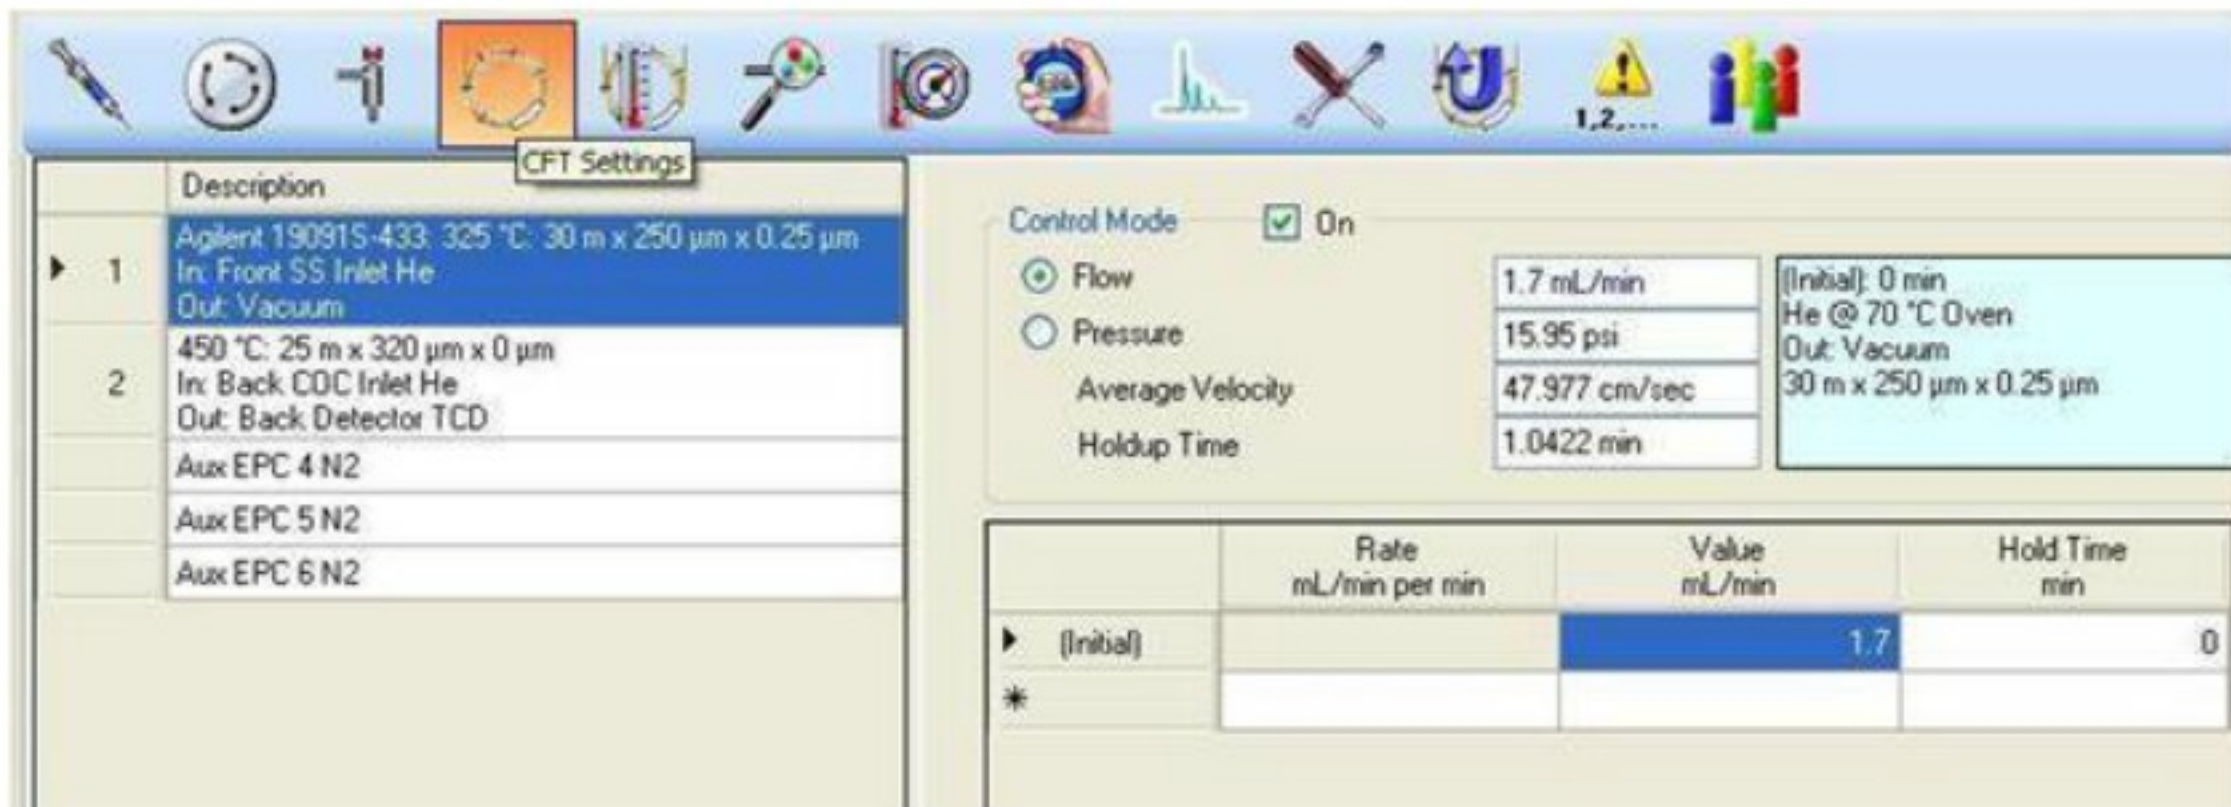 1,2,...
CFT Settings
Description
1
Agilent 19091S-433: 325 °C: 30 m x 250 µm x 0.25 µm
In: Front SS Inlet He
Out: Vacuum
2
450 °C: 25 m x 320 µm x 0 µm
In: Back COC Inlet He
Out: Back Detector TCD
Aux EPC 4 N2
Aux EPC 5 N2
Aux EPC 6 N2
Control Mode
On
Flow
1.7 mL/min
Pressure
15.95 psi
Average Velocity
47.977 cm/sec
Holdup Time
1.0422 min
(Initial): 0 min
He @ 70 °C Oven
Out: Vacuum
30 m x 250 µm x 0.25 µm
Rate
mL/min per min
Value
mL/min
Hold Time
min
(Initial)
1.7
0
*